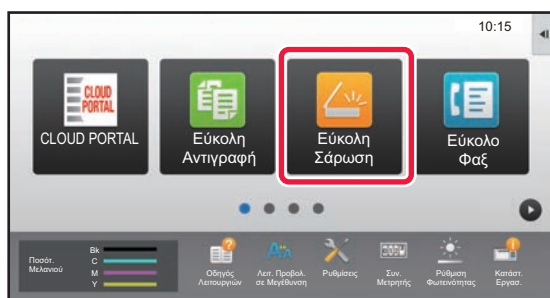 10:15
CLOUD
PORTAL
CLOUD PORTAL
Εύκολη
Αντιγραφή
Εύκολη
Σάρωση
Εύκολο
Φαξ
Ποσότ.
Μελανιού
Bk
C
M
Y
Οδηγός
Λειτουργιών
Λειτ. Προβολ.
σε Μεγέθυνση
Ρυθμίσεις
Συν.
Μετρητής
Ρύθμιση
Φωτεινότητας
Κατάστ.
Εργασ.